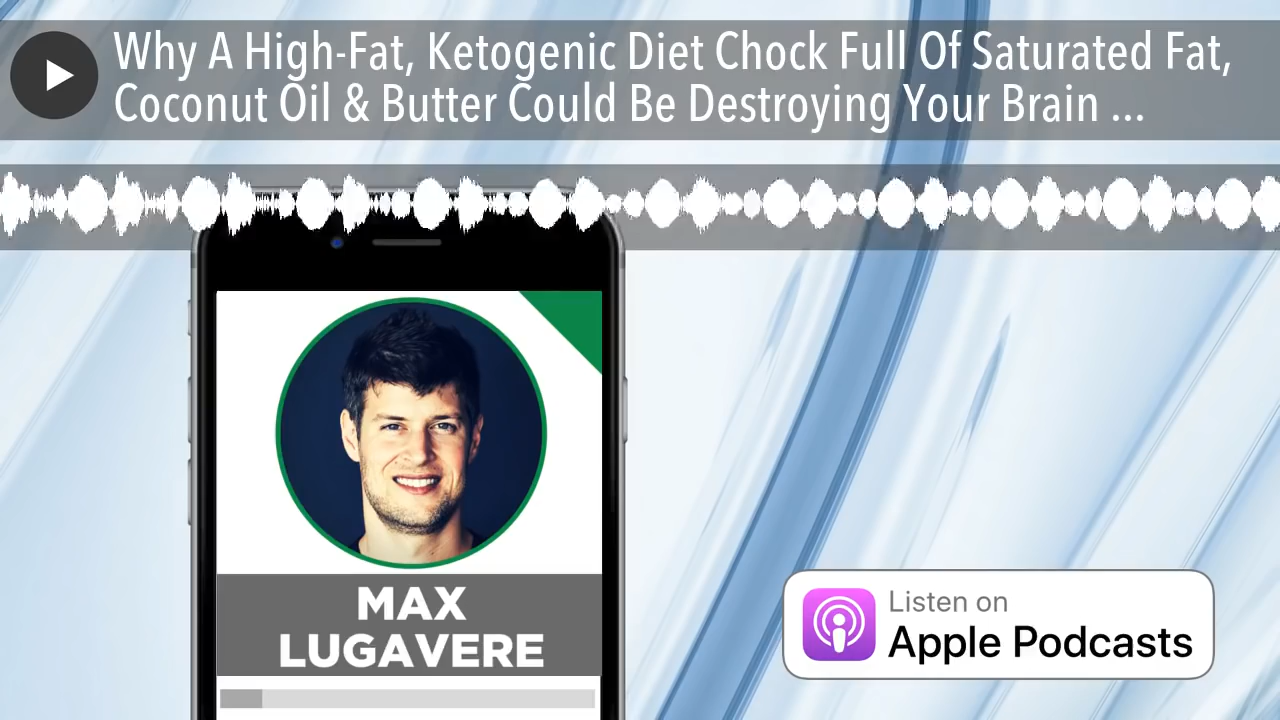 Why A High-Fat, Ketogenic Diet Chock Full Of Saturated Fat,
Coconut Oil & Butter Could Be Destroying Your Brain ...
MAX
LUGAVERE
Listen on
Apple Podcasts